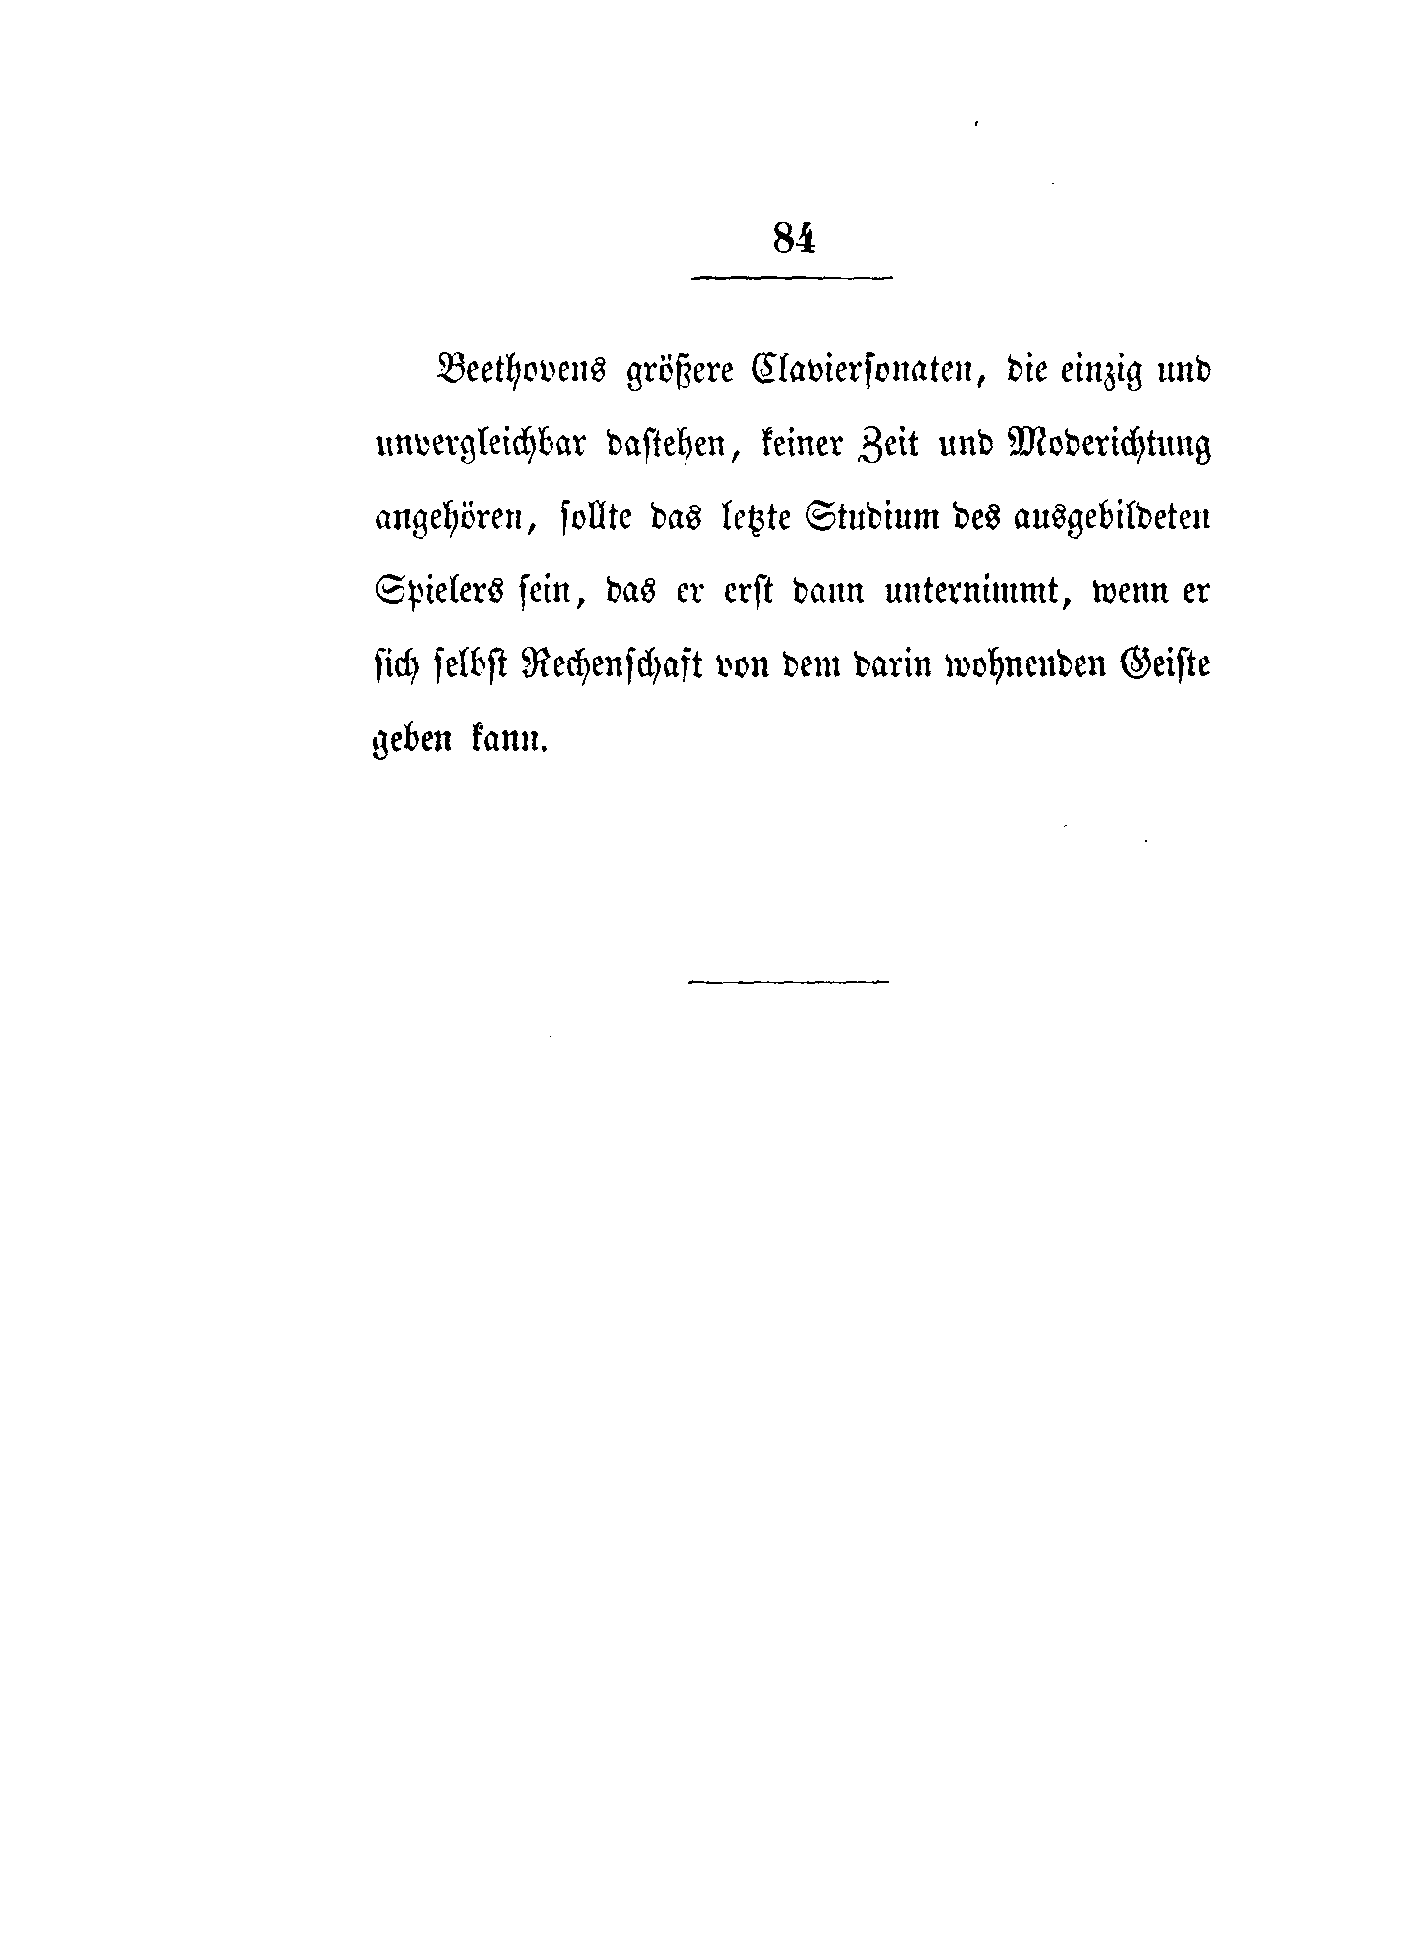 84
Beethovens größere Clavierſonaten, die einzig und
unvergleichbar daſtehen, keiner Zeit und Moderichtung
angehören, ſollte das letzte Studium des ausgebildeten
Spielers ſein, das er erſt dann unternimmt, wenn er
ſich ſelbſt Rechenſchaft von dem darin wohnenden Geiſte
geben kann.